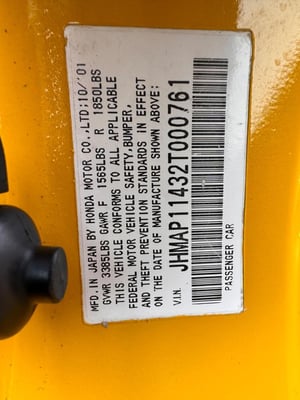 MFD.IN JAPAN BY HONDA MOTOR CO.,LTD:10/'01
GVWR 3385LBS GAWR F 1565LBS R 1850LBS
THIS VEHICLE CONFORMS TO ALL APPLICABLE
FEDERAL MOTOR VEHICLE SAFETY,BUMPER,
AND THEFT PREVENTION STANDARDS IN EFFECT
ON THE DATE OF MANUFACTURE SHOWN ABOVE:
JHMAP11432T000761
V.I.N. PASSENGER CAR